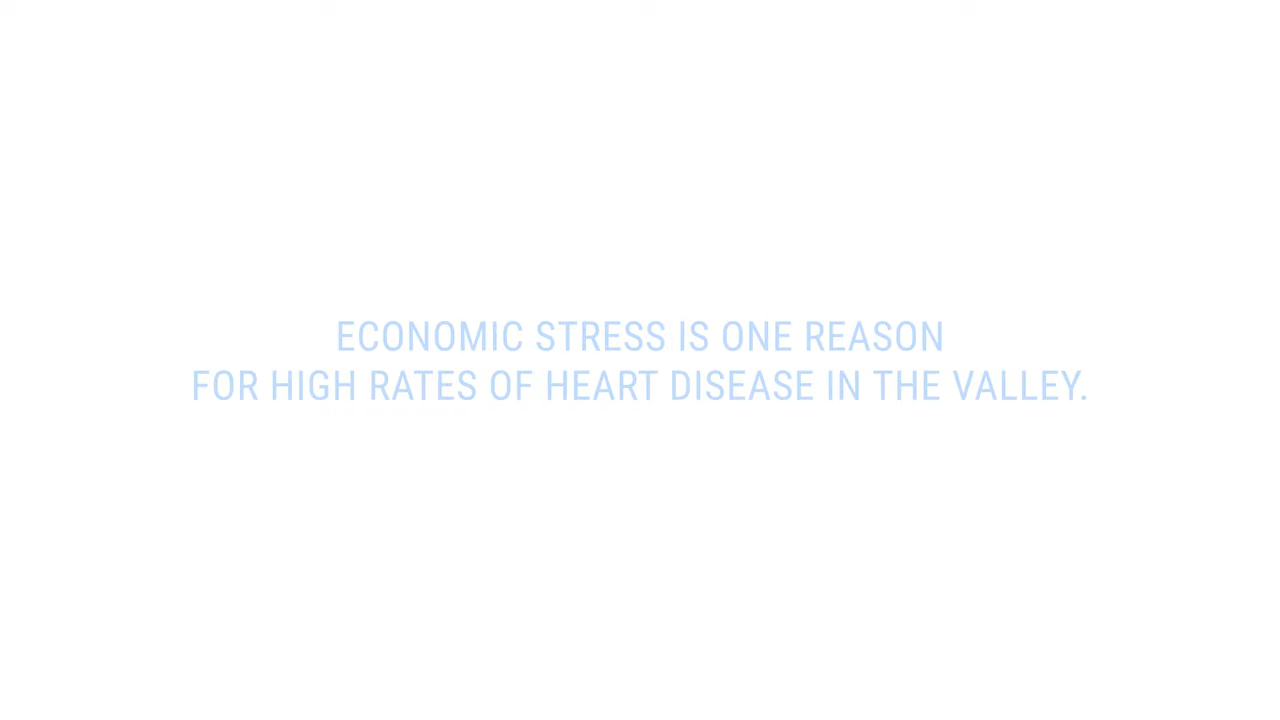 ECONOMIC STRESS IS ONE REASON
FOR HIGH RATES OF HEART DISEASE IN THE VALLEY.